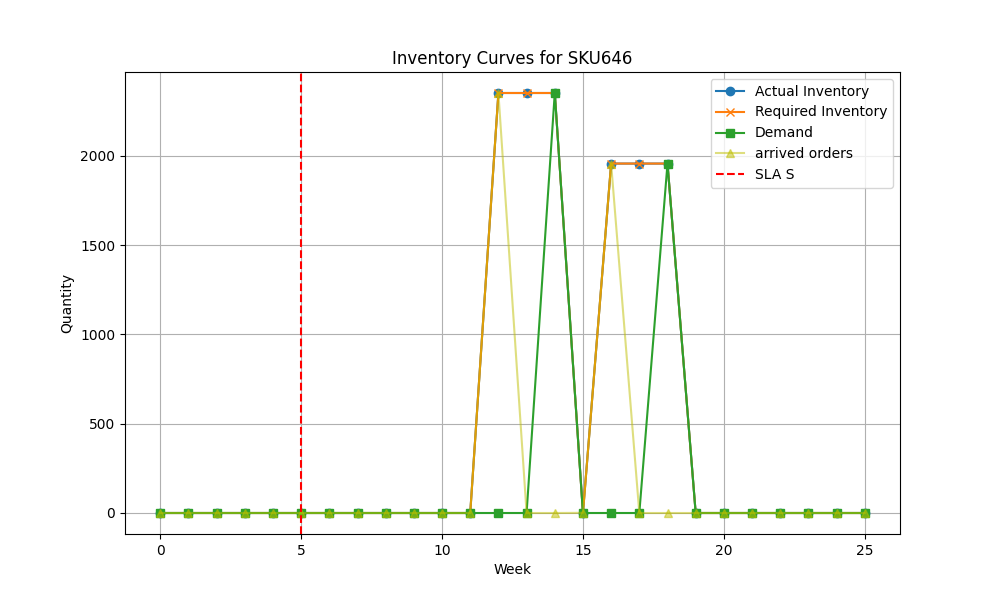 Inventory Curves for SKU646
Actual Inventory
Required Inventory
Demand
arrived orders
SLA S
Quantity
2000
1500
1000
500
0
0 5 10 15 20 25
Week